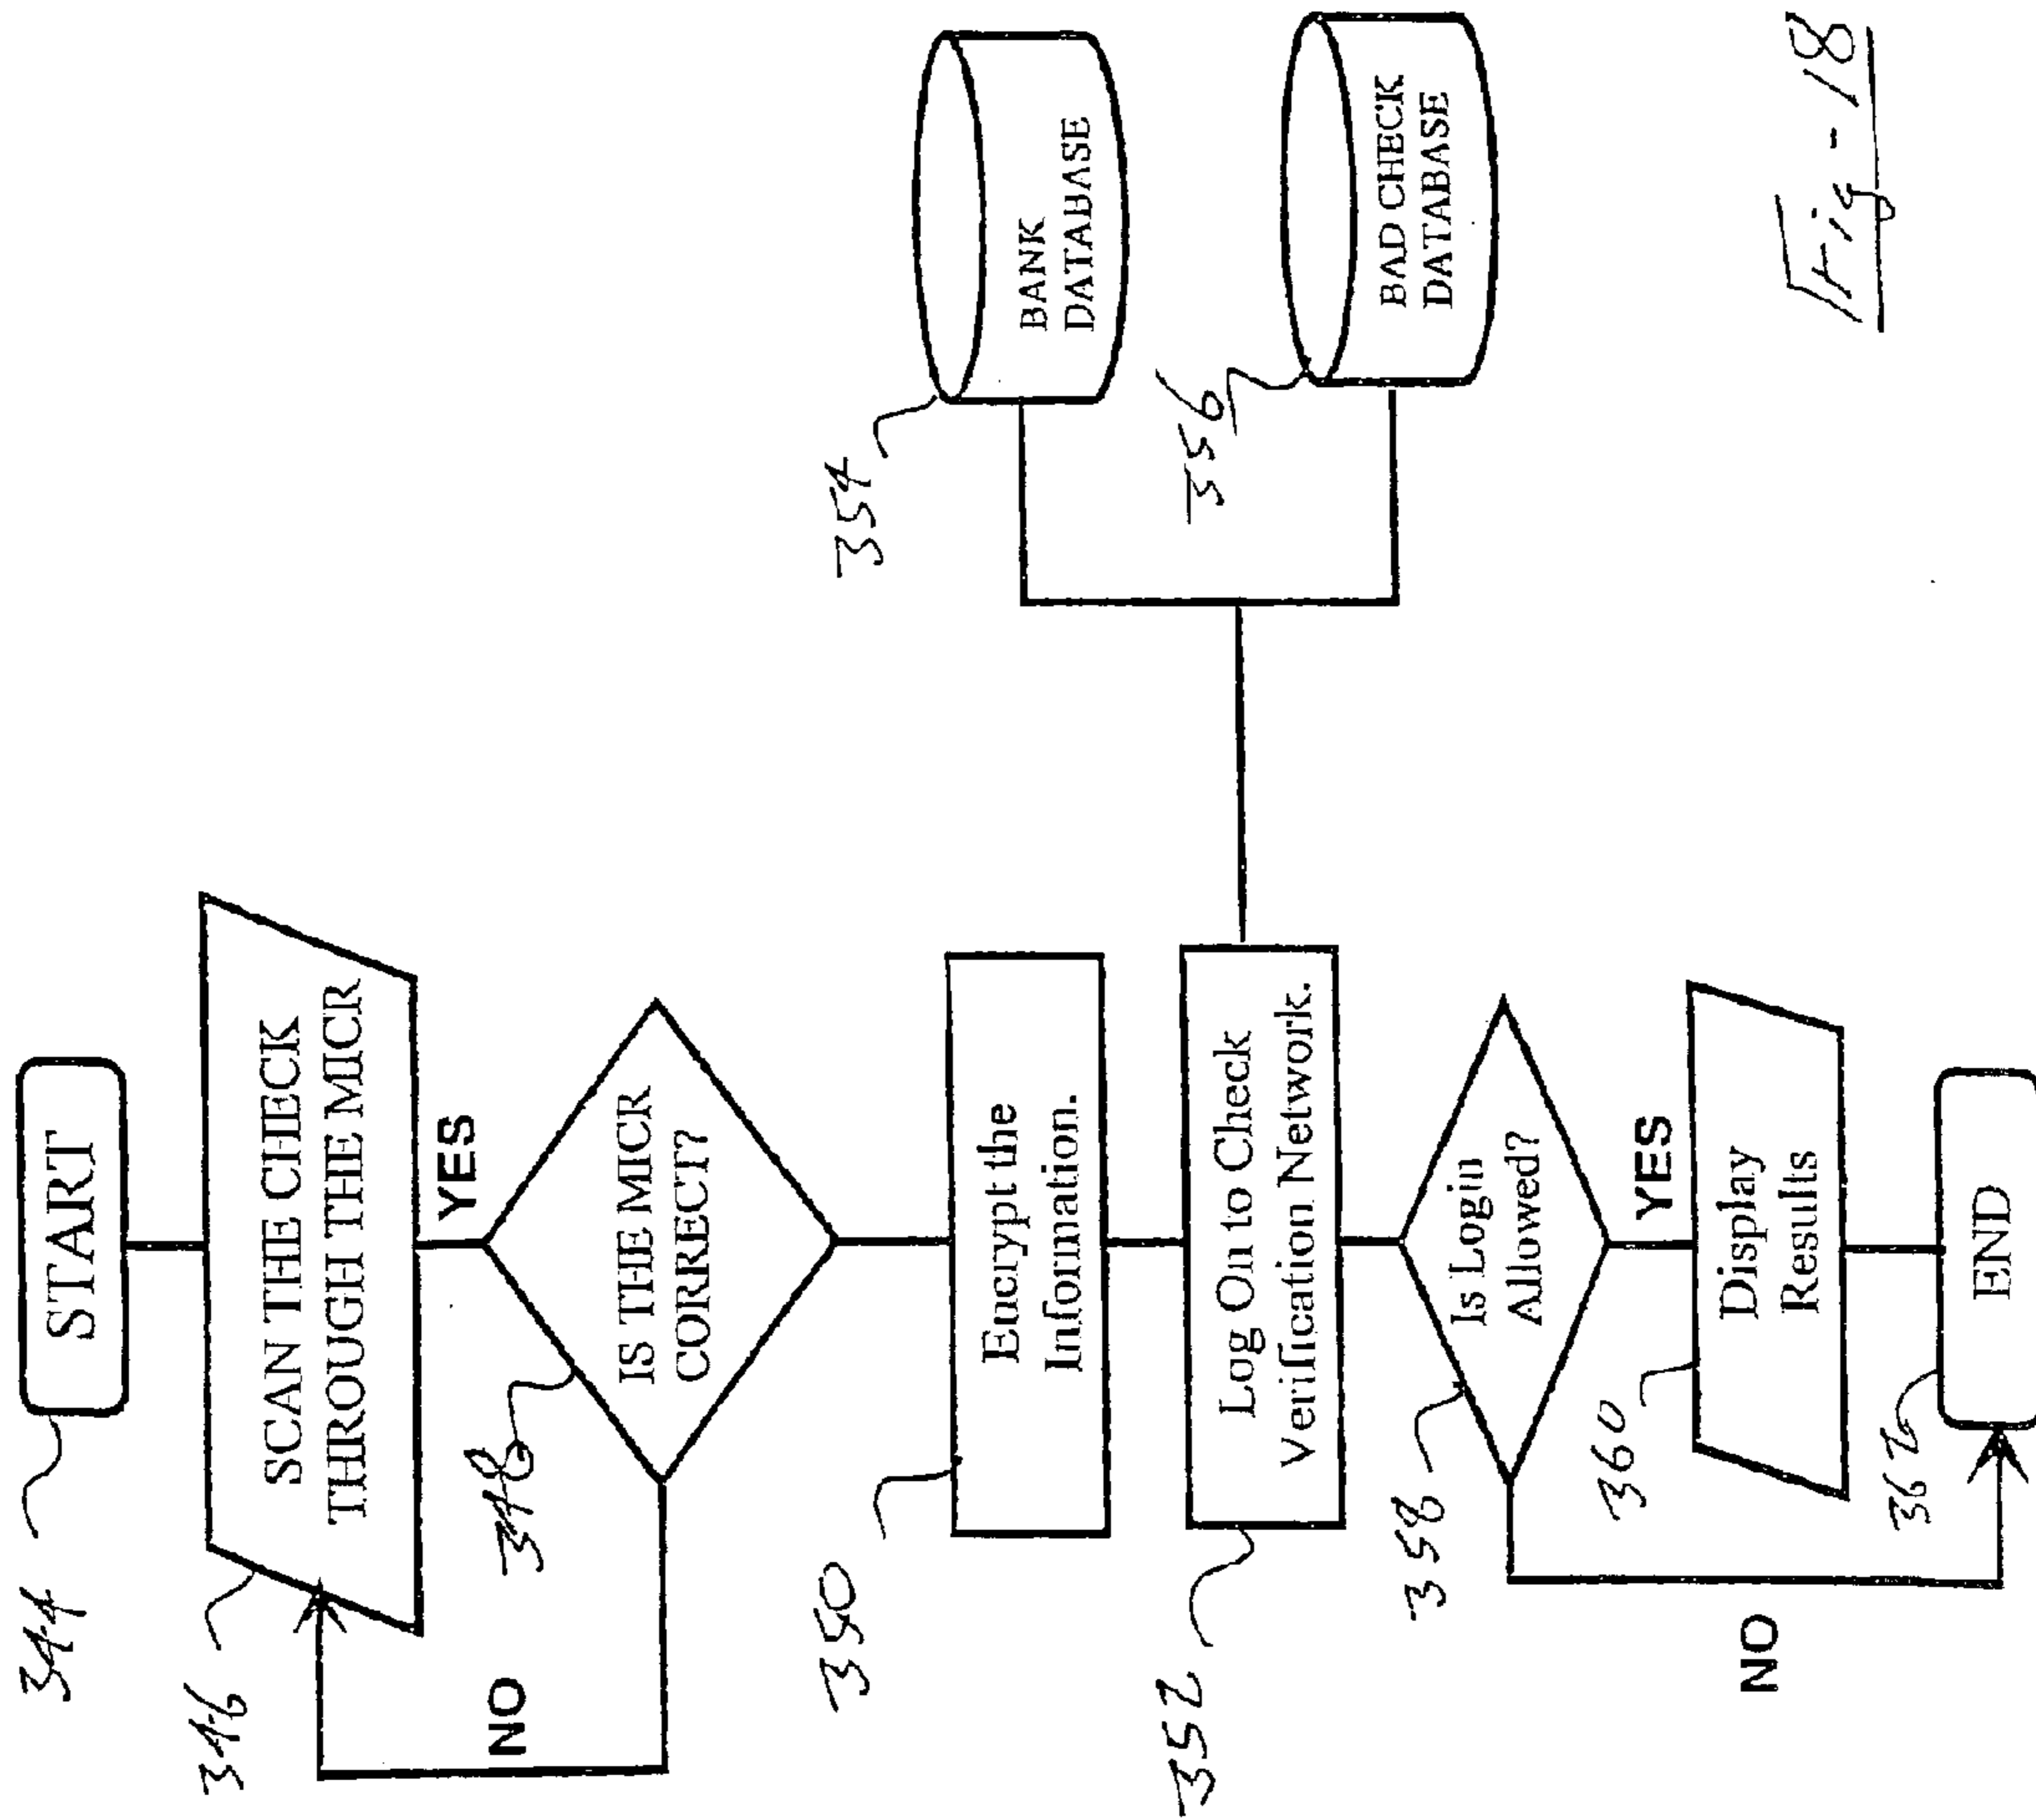 344
START
346
SCAN THE CHECK
THROUGH THE MICR
NO
YES
348
IS THE MICR
CORRECT?
350
Encrypt the
Information.
352
Log On to Check
Verification Network.
354
BANK
DATABASE
356
BAD CHECK
DATABASE
358
Is Login
Allowed?
NO
YES
360
Display
Results
362
END
Fig-18